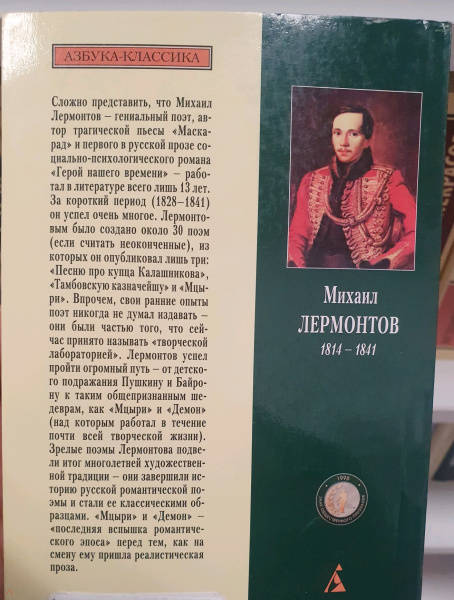 АЗБУКА-КЛАССИКА
Сложно представить, что Михаил
Лермонтов – гениальный поэт, ав-
тор трагической пьесы «Маска-
рад» и первого в русской прозе со-
циально-психологического романа
«Герой нашего времени» – рабо-
тал в литературе всего лишь 13 лет.
За короткий период (1828–1841)
он успел очень многое. Лермонто-
вым было создано около 30 поэм
(если считать неоконченные), из
которых он опубликовал лишь три:
«Песню про купца Калашникова»,
«Тамбовскую казначейшу» и «Мцы-
ри». Впрочем, свои ранние опыты
поэт никогда не думал издавать –
они были частью того, что сей-
час принято называть «творческой
лабораторией». Лермонтов успел
пройти огромный путь – от детско-
го подражания Пушкину и Байро-
ну к таким общепризнанным ше-
деврам, как «Мцыри» и «Демон»
(над которым работал в течение
почти всей творческой жизни).
Зрелые поэмы Лермонтова подве-
ли итог многолетней художествен-
ной традиции – они завершили ис-
торию русской романтической по-
эмы и стали ее классическими об-
разцами. «Мцыри» и «Демон» –
«последняя вспышка романтичес-
кого эпоса» перед тем, как на
смену ему пришла реалистическая
проза.
Михаил
ЛЕРМОНТОВ
1814 – 1841
1998